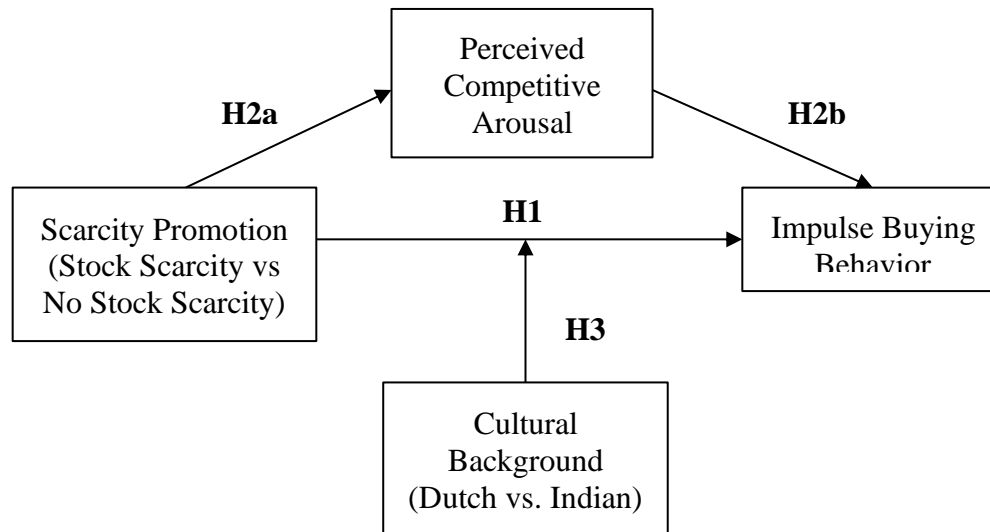 Perceived
Competitive
Arousal
H2a
H2b
Scarcity Promotion
(Stock Scarcity vs
No Stock Scarcity)
H1
Impulse Buying
Behavior
H3
Cultural
Background
(Dutch vs. Indian)